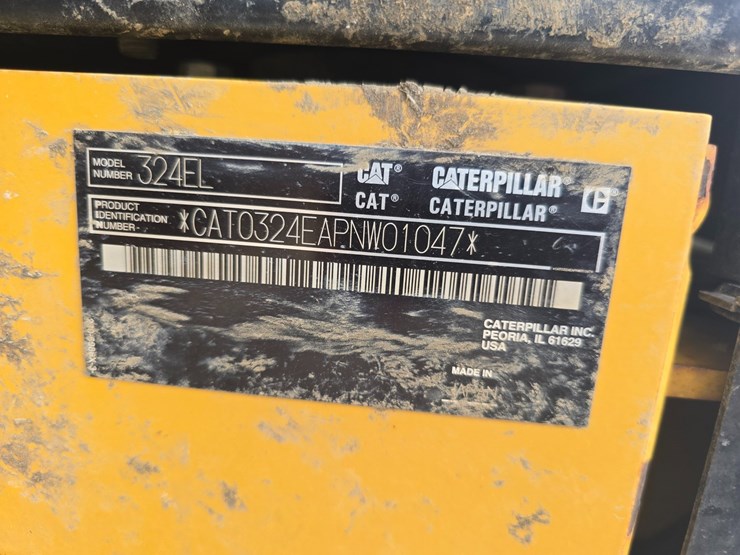 MODEL NUMBER 324EL
CAT® CATERPILLAR®
CAT® CATERPILLAR®
PRODUCT IDENTIFICATION NUMBER *CAT0324EAPNW01047*
CATERPILLAR INC.
PEORIA, IL 61629
USA
MADE IN
JAPAN